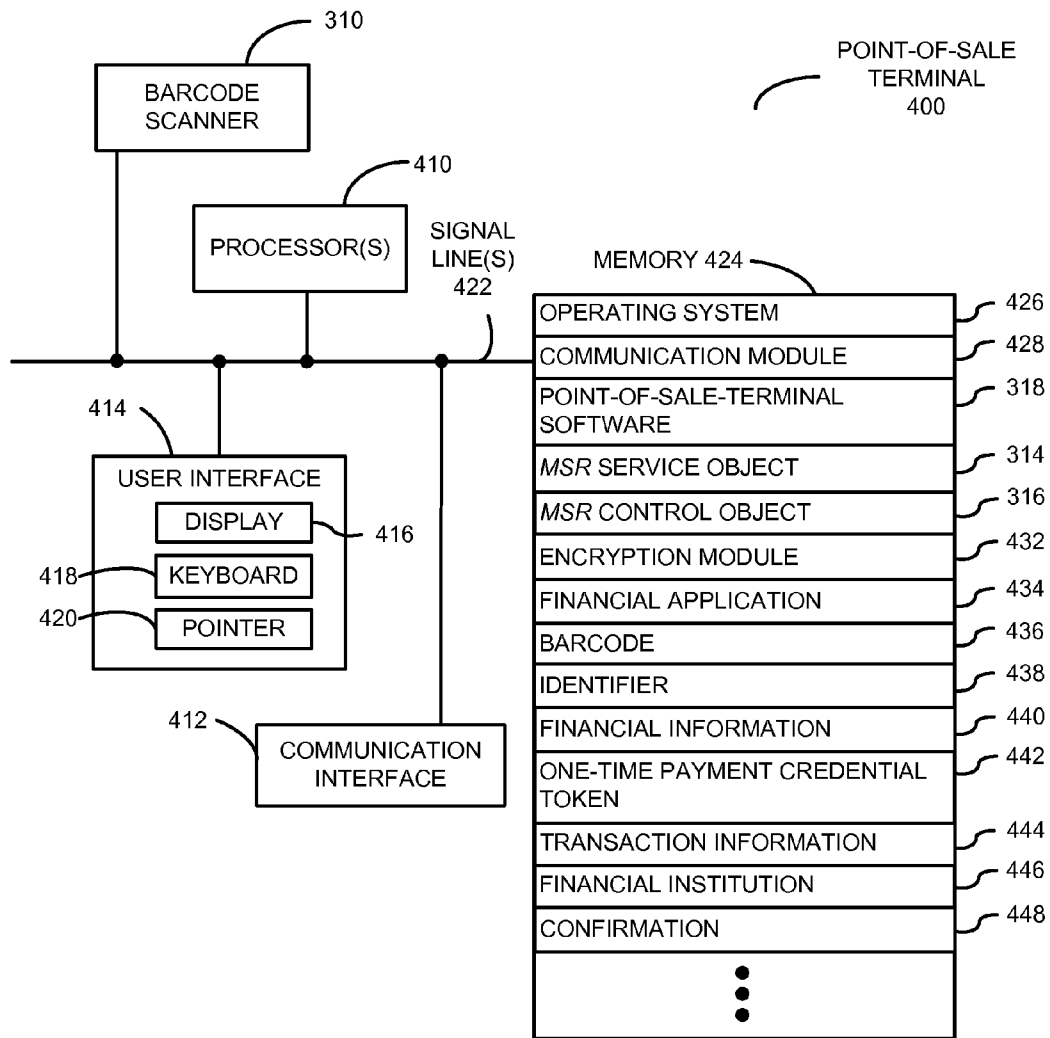 310
POINT-OF-SALE
TERMINAL
400
BARCODE
SCANNER
410
PROCESSOR(S)
SIGNAL
LINE(S)
422
MEMORY 424
OPERATING SYSTEM
426
COMMUNICATION MODULE
428
POINT-OF-SALE-TERMINAL
SOFTWARE
318
MSR SERVICE OBJECT
314
MSR CONTROL OBJECT
316
ENCRYPTION MODULE
432
FINANCIAL APPLICATION
434
BARCODE
436
IDENTIFIER
438
FINANCIAL INFORMATION
440
ONE-TIME PAYMENT CREDENTIAL
TOKEN
442
TRANSACTION INFORMATION
444
FINANCIAL INSTITUTION
446
CONFIRMATION
448
414
USER INTERFACE
DISPLAY
416
418
KEYBOARD
420
POINTER
412
COMMUNICATION
INTERFACE